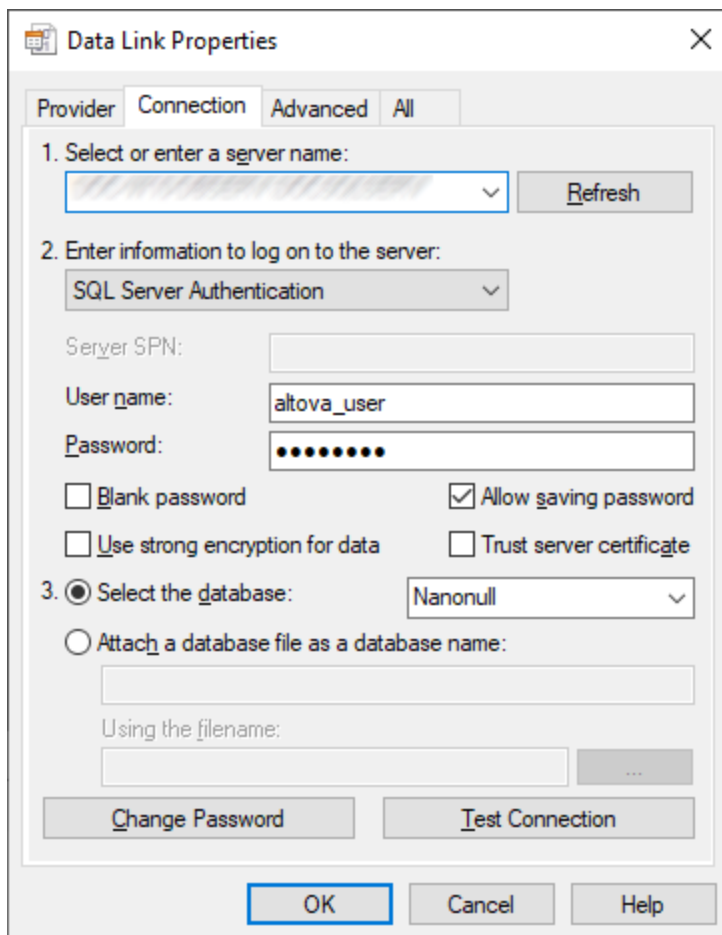 Data Link Properties
Provider Connection Advanced All
1. Select or enter a server name:
Refresh
2. Enter information to log on to the server:
SQL Server Authentication
Server SPN:
User name: altova_user
Password: ●●●●●●●●
Blank password Allow saving password
Use strong encryption for data Trust server certificate
3. Select the database: Nanonull
Attach a database file as a database name:
Using the filename:
...
Change Password Test Connection
OK Cancel Help